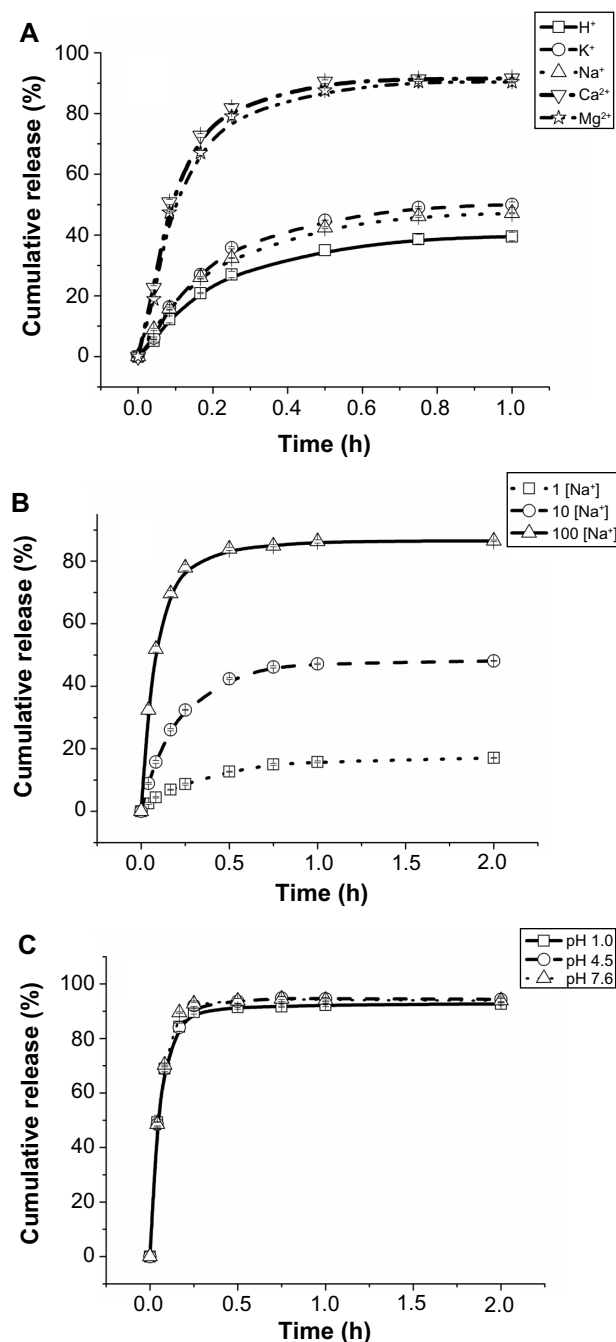 A
H⁺
K⁺
Na⁺
Ca²⁺
Mg²⁺
Cumulative release (%)
100
80
60
40
20
0
0.0 0.2 0.4 0.6 0.8 1.0
Time (h)
B
1 [Na⁺]
10 [Na⁺]
100 [Na⁺]
Cumulative release (%)
80
60
40
20
0
0.0 0.5 1.0 1.5 2.0
Time (h)
C
pH 1.0
pH 4.5
pH 7.6
Cumulative release (%)
100
80
60
40
20
0
0.0 0.5 1.0 1.5 2.0
Time (h)